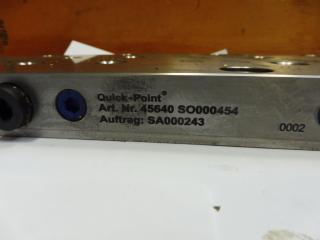 Quick•Point®
Art. Nr. 45640 SO000454
Auftrag: SA000243
0002